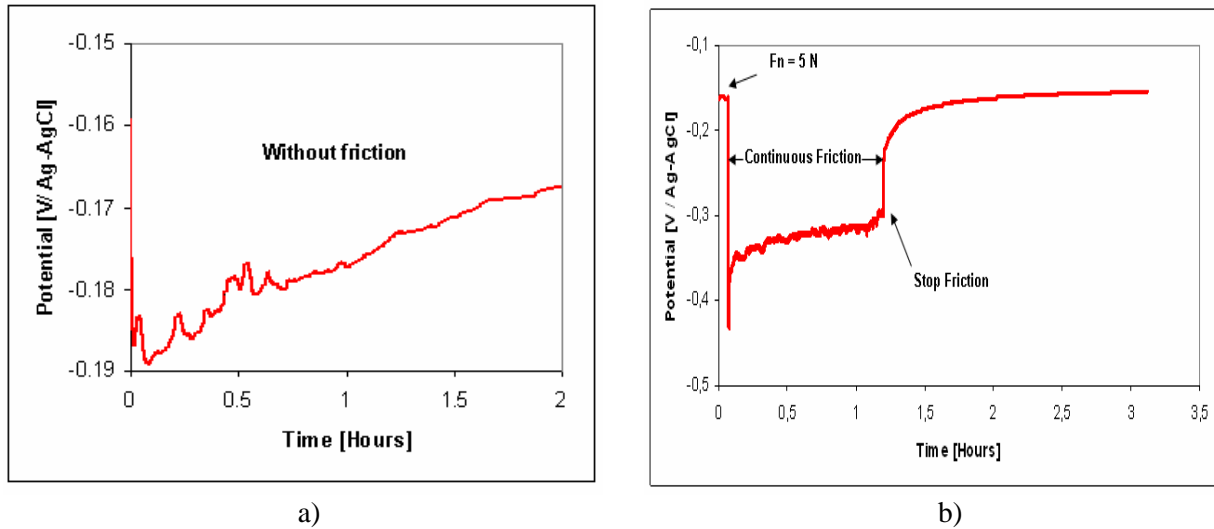 -0.15
-0.16
-0.17
-0.18
-0.19
Potential [V/ Ag-AgCl]
Without friction
0 0.5 1 1.5 2
Time [Hours]
a)
-0,1
-0,2
-0,3
-0,4
-0,5
Potential [V / Ag-AgCl]
Fn = 5 N
Continuous Friction
Stop Friction
0 0,5 1 1,5 2 2,5 3 3,5
Time [Hours]
b)